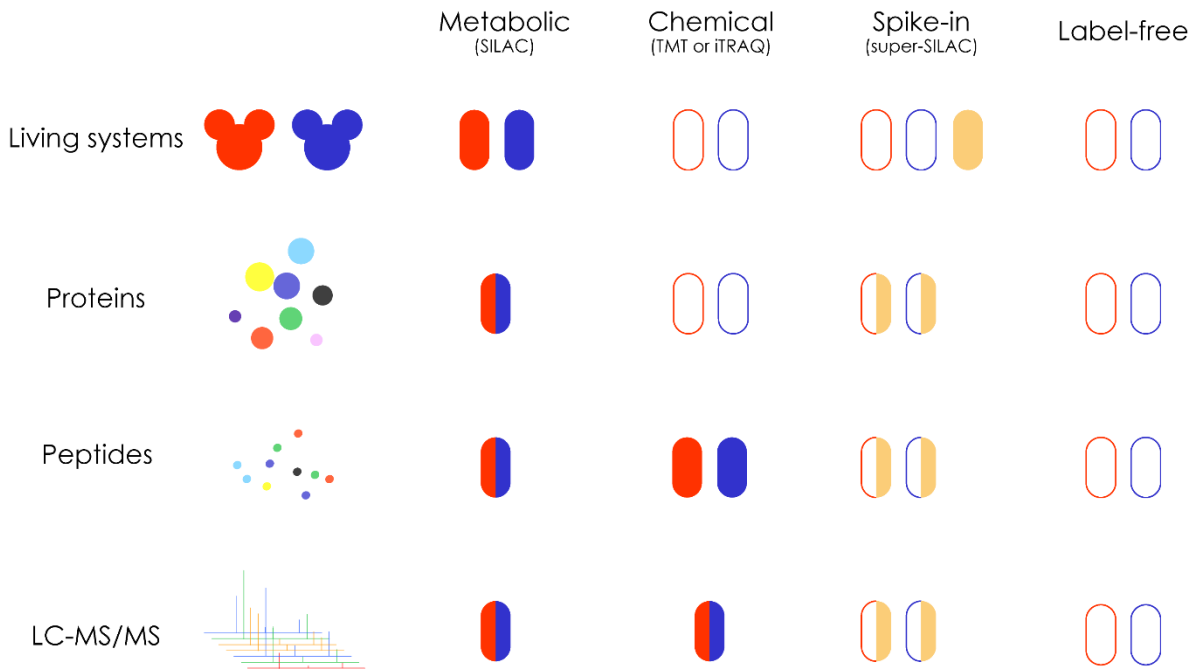 Metabolic
(SILAC)
Chemical
(TMT or iTRAQ)
Spike-in
(super-SILAC)
Label-free
Living systems
Proteins
Peptides
LC-MS/MS